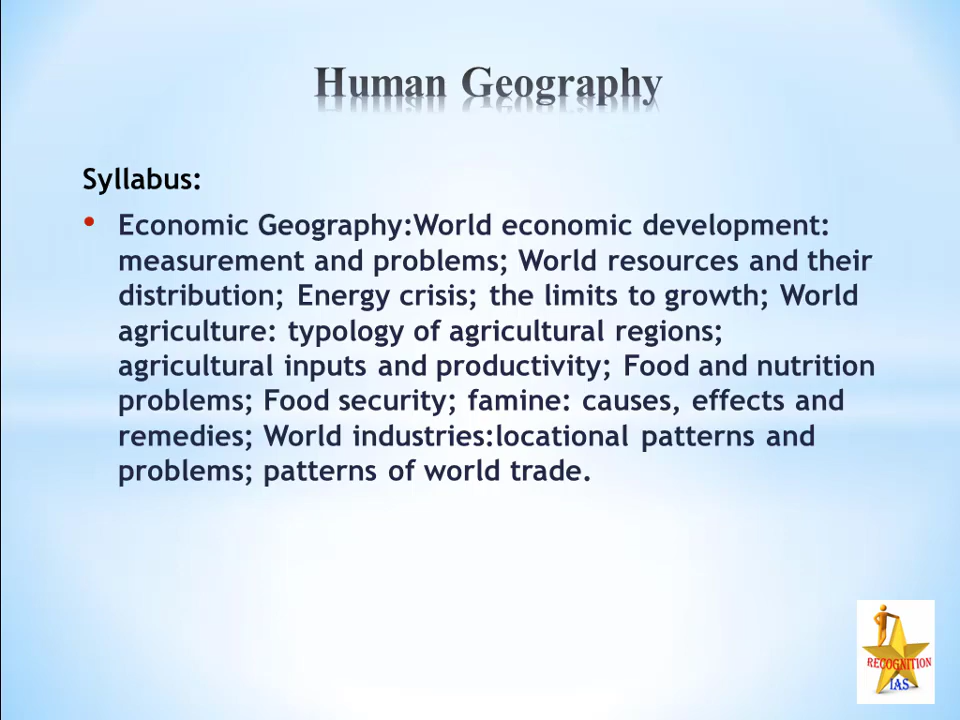 Human Geography
Syllabus:
• Economic Geography:World economic development:
measurement and problems; World resources and their
distribution; Energy crisis; the limits to growth; World
agriculture: typology of agricultural regions;
agricultural inputs and productivity; Food and nutrition
problems; Food security; famine: causes, effects and
remedies; World industries:locational patterns and
problems; patterns of world trade.
RECOGNITION
IAS